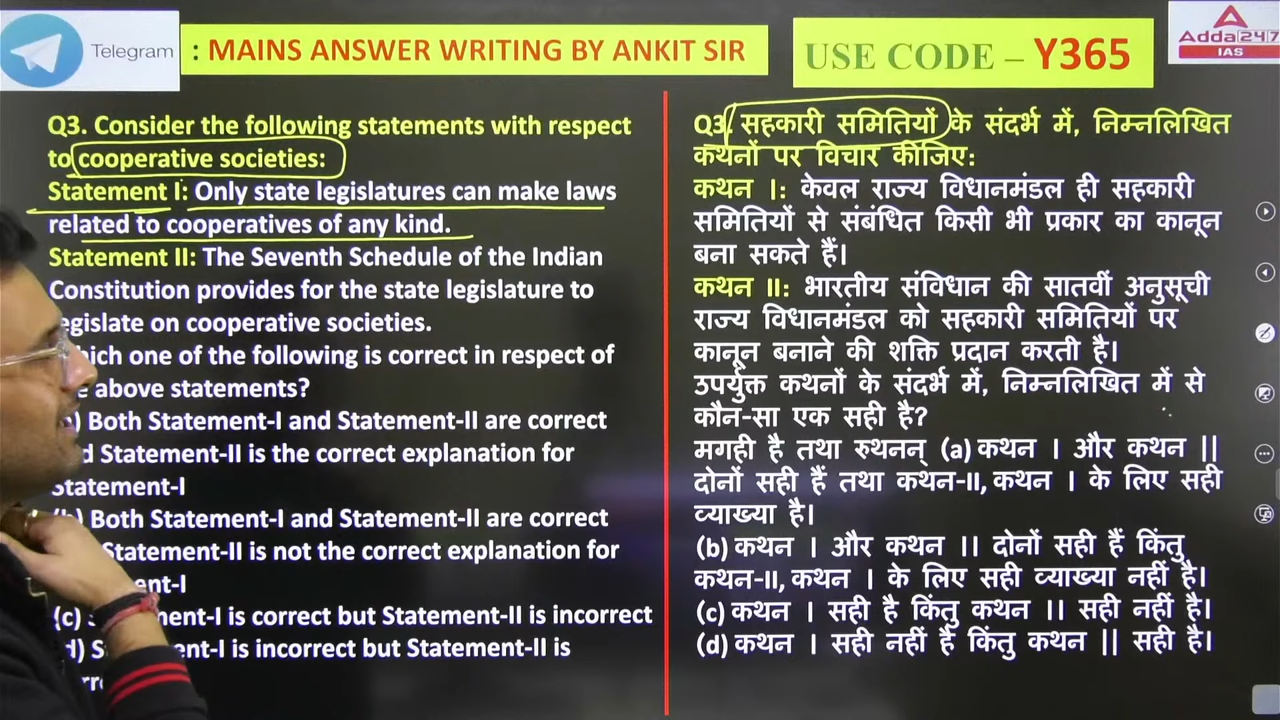 Telegram
: MAINS ANSWER WRITING BY ANKIT SIR
USE CODE – Y365
Adda247
IAS
Q3. Consider the following statements with respect
to cooperative societies:
Statement I: Only state legislatures can make laws
related to cooperatives of any kind.
Statement II: The Seventh Schedule of the Indian
Constitution provides for the state legislature to
egislate on cooperative societies.
hich one of the following is correct in respect of
above statements?
) Both Statement-I and Statement-II are correct
d Statement-II is the correct explanation for
Statement-I
(b) Both Statement-I and Statement-II are correct
Statement-II is not the correct explanation for
ent-I
(c) S ment-I is correct but Statement-II is incorrect
d) S ent-I is incorrect but Statement-II is
Q3. सहकारी समितियों के संदर्भ में, निम्नलिखित
कथनों पर विचार कीजिए:
कथन I: केवल राज्य विधानमंडल ही सहकारी
समितियों से संबंधित किसी भी प्रकार का कानून
बना सकते हैं।
कथन II: भारतीय संविधान की सातवीं अनुसूची
राज्य विधानमंडल को सहकारी समितियों पर
कानून बनाने की शक्ति प्रदान करती है।
उपर्युक्त कथनों के संदर्भ में, निम्नलिखित में से
कौन-सा एक सही है?
मगही है तथा रुथनन् (a) कथन I और कथन ||
दोनों सही हैं तथा कथन-II, कथन I के लिए सही
व्याख्या है।
(b) कथन I और कथन II दोनों सही हैं किंतु
कथन-II, कथन I के लिए सही व्याख्या नहीं है।
(c) कथन I सही है किंतु कथन II सही नहीं है।
(d) कथन I सही नहीं है किंतु कथन || सही है।